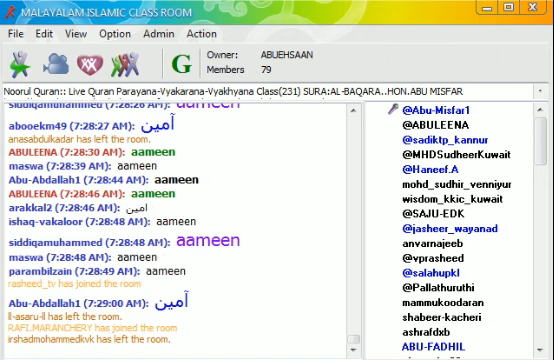 MALAYALAM ISLAMIC CLASS ROOM
File Edit View Option Admin Action
G Owner: ABUEHSAAN
Members 79
Noorul Quran:: Live Quran Parayana-Vyakarana-Vyakhyana Class(231) SURA:AL-BAQARA..HON.ABU MISFAR
siddiqamuhammed (7:28:26 AM): aameen
abooekm49 (7:28:27 AM): آمين
anasabdulkadar has left the room.
ABULEENA (7:28:30 AM): aameen
maswa (7:28:39 AM): aameen
Abu-Abdallah1 (7:28:44 AM): aameen
ABULEENA (7:28:46 AM): aameen
arakkal2 (7:28:46 AM): امين
ishaq-vakaloor (7:28:48 AM): aameen
siddiqamuhammed (7:28:48 AM): aameen
maswa (7:28:48 AM): aameen
parambilzain (7:28:49 AM): aameen
rasheed_tv has joined the room
Abu-Abdallah1 (7:29:00 AM): آمين
ll-asaru-ll has left the room.
RAFI.MARANCHERY has joined the room
irshadmohammedkvk has left the room.
@Abu-Misfar1
@ABULEENA
@sadiktp_kannur
@MHDSudheerKuwait
@Haneef.A
mohd_sudhir_venniyur
wisdom_kkic_kuwait
@SAJU-EDK
@jasheer_wayanad
anvarnajeeb
@vprasheed
@salahupkl
@Pallathuruthi
mammukoodaran
shabeer-kacheri
ashrafdxb
ABU-FADHIL